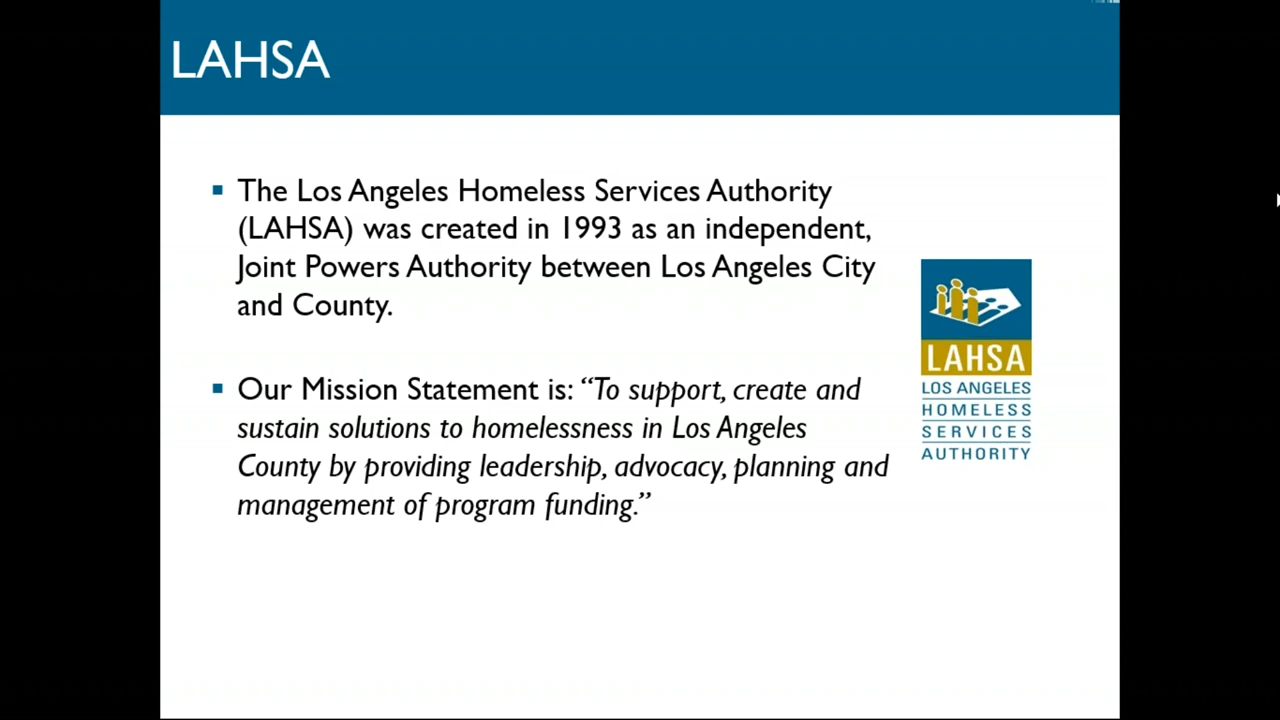 LAHSA
The Los Angeles Homeless Services Authority
(LAHSA) was created in 1993 as an independent,
Joint Powers Authority between Los Angeles City
and County.
Our Mission Statement is: “To support, create and
sustain solutions to homelessness in Los Angeles
County by providing leadership, advocacy, planning and
management of program funding.”
LAHSA
LOS ANGELES
HOMELESS
SERVICES
AUTHORITY